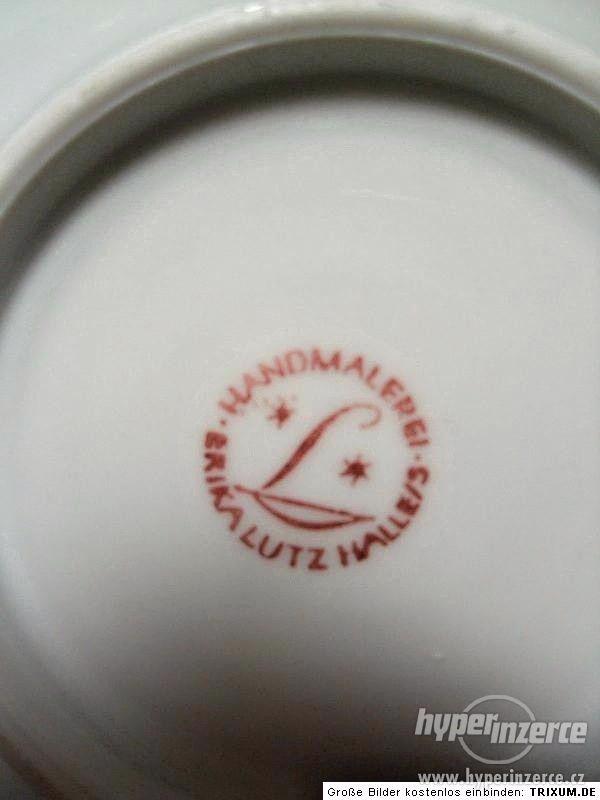 · HANDMALEREI ·
ERIKA LUTZ HALLE/S
L
hyperinzerce
www.hyperinzerce.cz
Große Bilder kostenlos einbinden: TRIXUM.DE